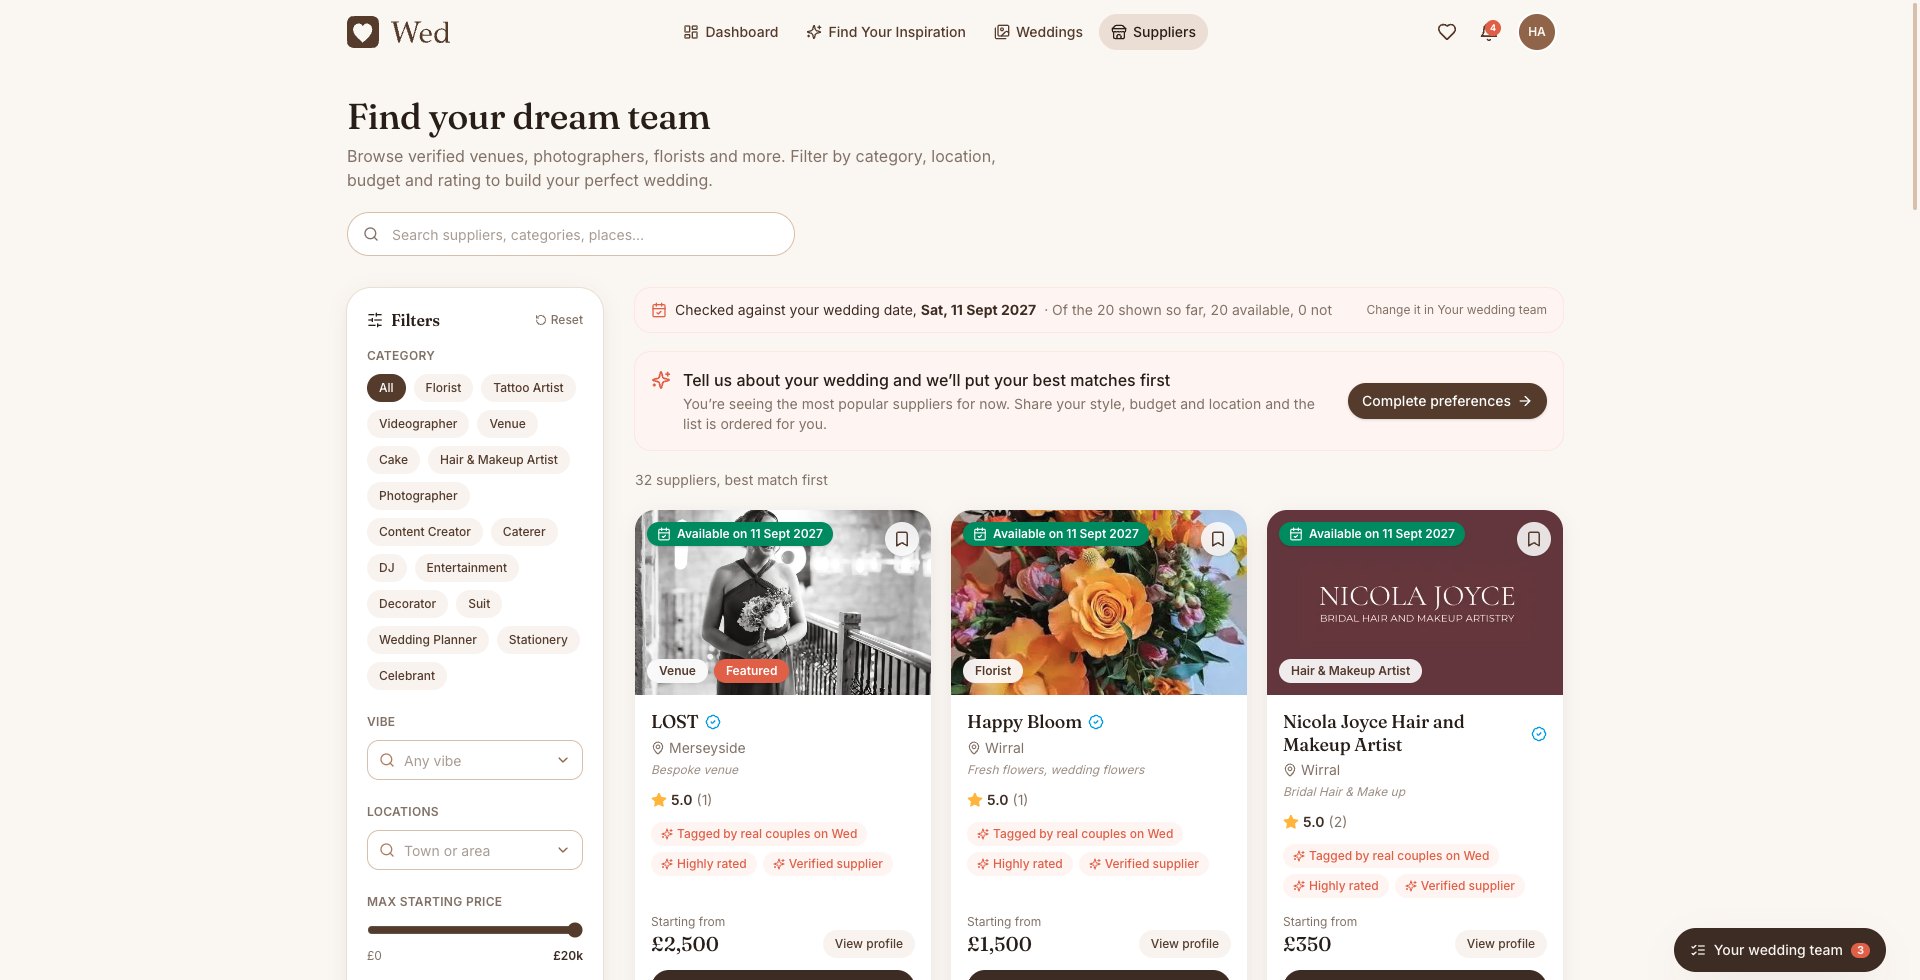 Wed
Dashboard
Find Your Inspiration
Weddings
Suppliers
4
HA
Find your dream team
Browse verified venues, photographers, florists and more. Filter by category, location,
budget and rating to build your perfect wedding.
Search suppliers, categories, places...
Filters
Reset
CATEGORY
All
Florist
Tattoo Artist
Videographer
Venue
Cake
Hair & Makeup Artist
Photographer
Content Creator
Caterer
DJ
Entertainment
Decorator
Suit
Wedding Planner
Stationery
Celebrant
VIBE
Any vibe
LOCATIONS
Town or area
MAX STARTING PRICE
£0
£20k
Checked against your wedding date, Sat, 11 Sept 2027 · Of the 20 shown so far, 20 available, 0 not
Change it in Your wedding team
Tell us about your wedding and we’ll put your best matches first
You’re seeing the most popular suppliers for now. Share your style, budget and location and the
list is ordered for you.
Complete preferences
32 suppliers, best match first
Available on 11 Sept 2027
Venue
Featured
LOST
Merseyside
Bespoke venue
5.0 (1)
Tagged by real couples on Wed
Highly rated
Verified supplier
Starting from
£2,500
View profile
Available on 11 Sept 2027
Florist
Happy Bloom
Wirral
Fresh flowers, wedding flowers
5.0 (1)
Tagged by real couples on Wed
Highly rated
Verified supplier
Starting from
£1,500
View profile
Available on 11 Sept 2027
NICOLA JOYCE
BRIDAL HAIR AND MAKEUP ARTISTRY
Hair & Makeup Artist
Nicola Joyce Hair and
Makeup Artist
Wirral
Bridal Hair & Make up
5.0 (2)
Tagged by real couples on Wed
Highly rated
Verified supplier
Starting from
£350
View profile
Your wedding team
3